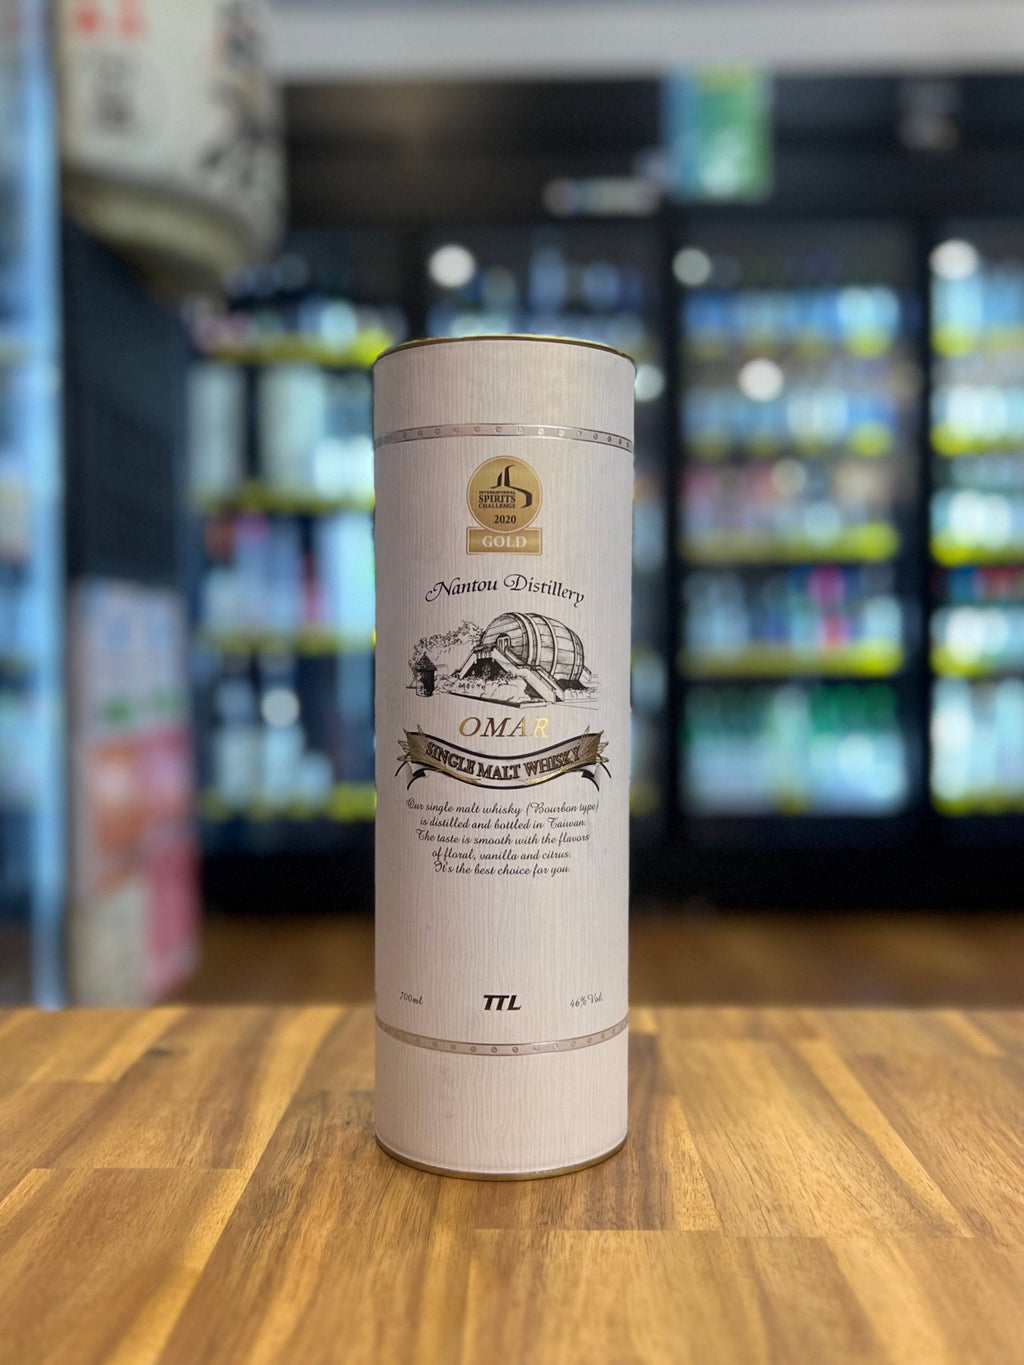 INTERNATIONAL
SPIRITS
CHALLENGE
2020
GOLD
Nantou Distillery
OMAR
SINGLE MALT WHISKY
Our single malt whisky (Bourbon type)
is distilled and bottled in Taiwan.
The taste is smooth with the flavors
of floral, vanilla and citrus.
It's the best choice for you.
700ml TTL 46% Vol.